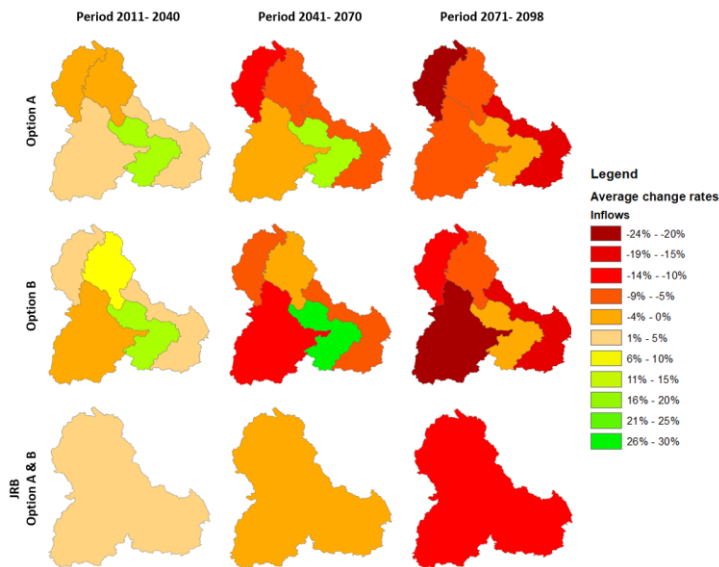 Period 2011- 2040
Period 2041- 2070
Period 2071- 2098
Option A
Option B
JRB
Option A & B
Legend
Average change rates
Inflows
-24% - -20%
-19% - -15%
-14% - -10%
-9% - -5%
-4% - 0%
1% - 5%
6% - 10%
11% - 15%
16% - 20%
21% - 25%
26% - 30%